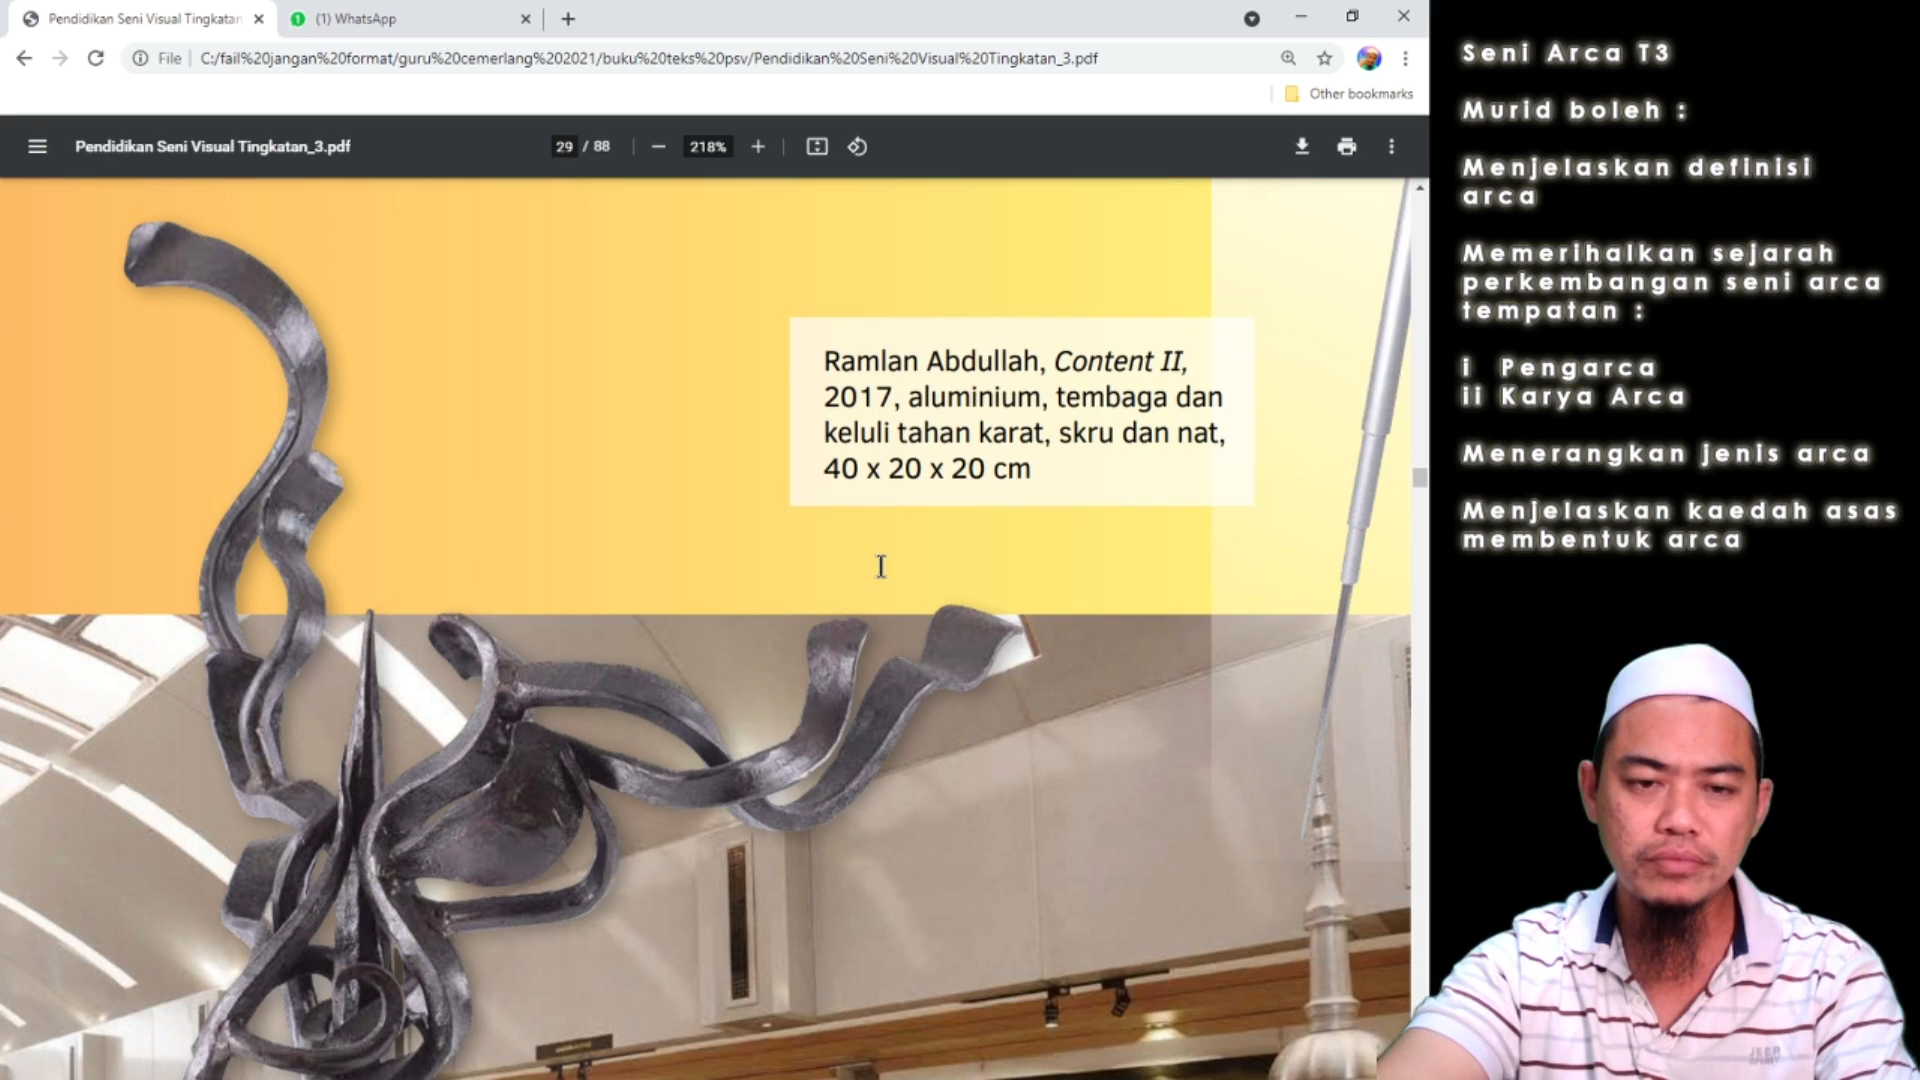 Pendidikan Seni Visual Tingkatan
(1) WhatsApp
File
C:/fail%20jangan%20format/guru%20cemerlang%202021/buku%20teks%20psv/Pendidikan%20Seni%20Visual%20Tingkatan_3.pdf
Other bookmarks
Pendidikan Seni Visual Tingkatan_3.pdf
29 / 88
218%
Ramlan Abdullah, Content II,
2017, aluminium, tembaga dan
keluli tahan karat, skru dan nat,
40 x 20 x 20 cm
Seni Arca T3
Murid boleh :
Menjelaskan definisi
arca
Memerihalkan sejarah
perkembangan seni arca
tempatan :
i Pengarca
ii Karya Arca
Menerangkan jenis arca
Menjelaskan kaedah asas
membentuk arca